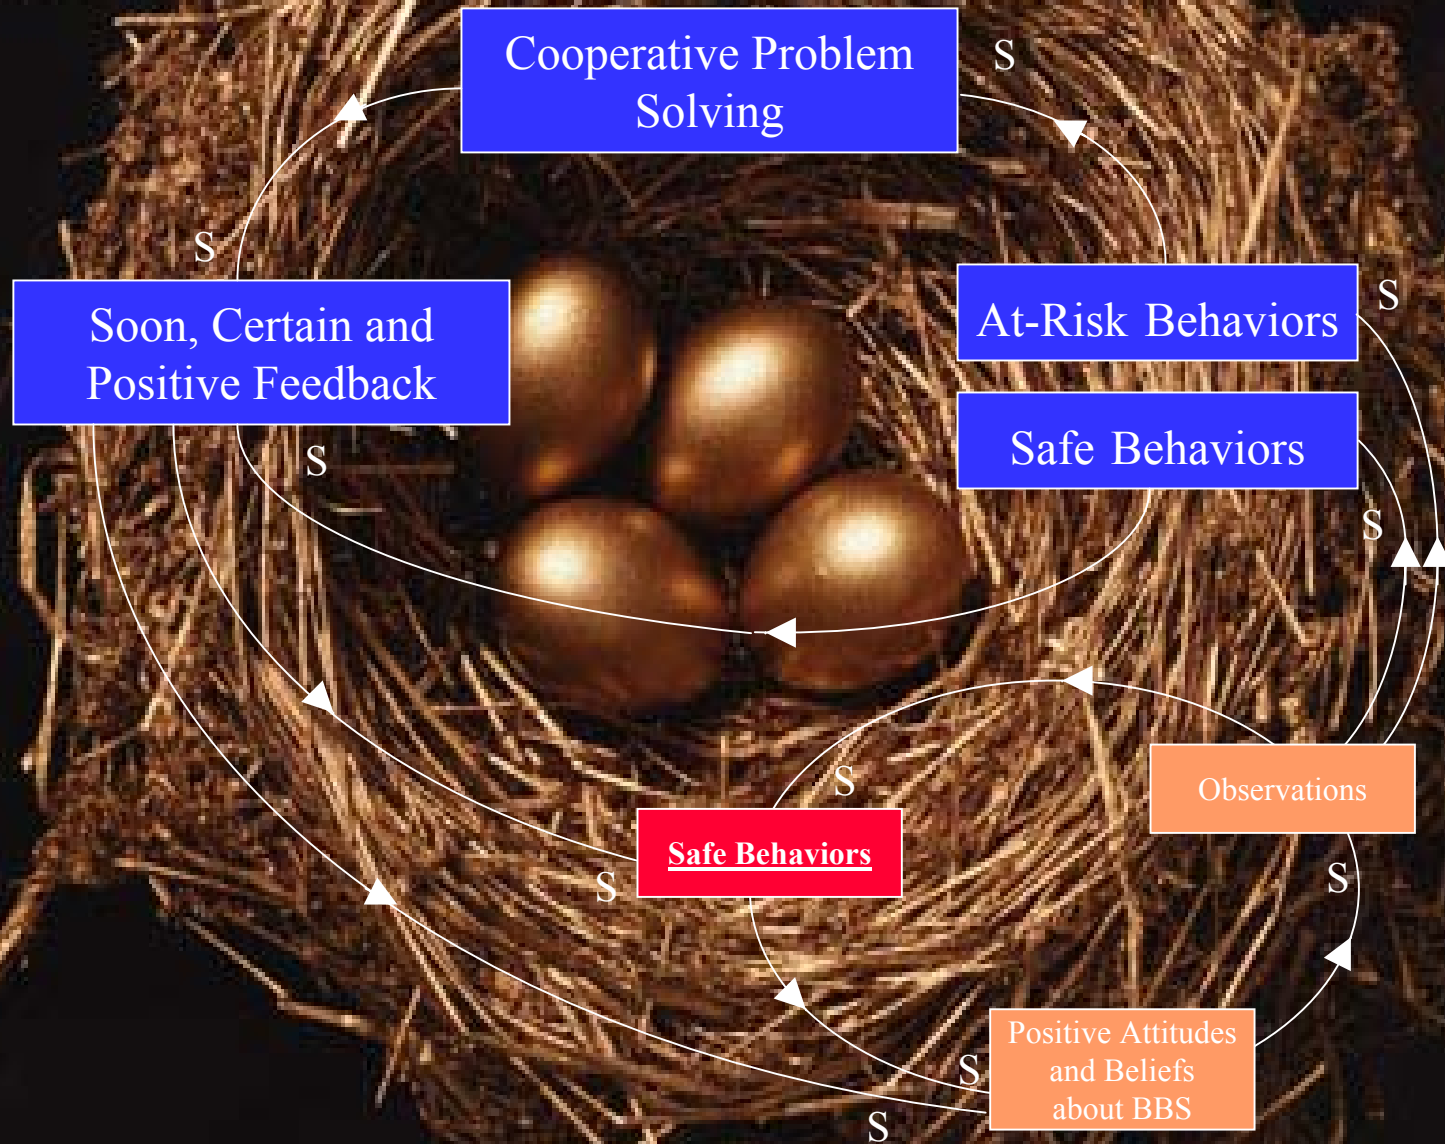 Cooperative Problem
Solving
S
S
Soon, Certain and
Positive Feedback
At-Risk Behaviors
S
Safe Behaviors
S
S
S
Observations
Safe Behaviors
S
S
Positive Attitudes
and Beliefs
about BBS
S
S